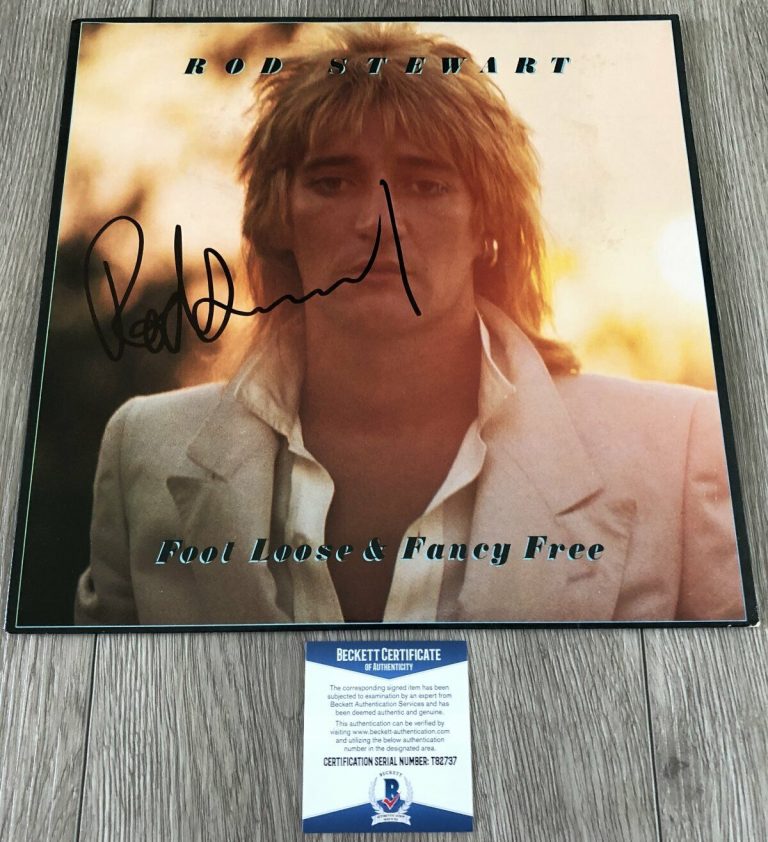 ROD STEWART
Rod Stewart
Foot Loose & Fancy Free
BECKETT CERTIFICATE
OF AUTHENTICITY
The corresponding signed item has been
subjected to examination by an expert from
Beckett Authentication Services and has
been deemed authentic and genuine.
This authentication can be verified by
visiting www.beckett-authentication.com
and utilizing the below authentication
number in the designated area.
CERTIFICATION SERIAL NUMBER: T82737
BECKETT
B